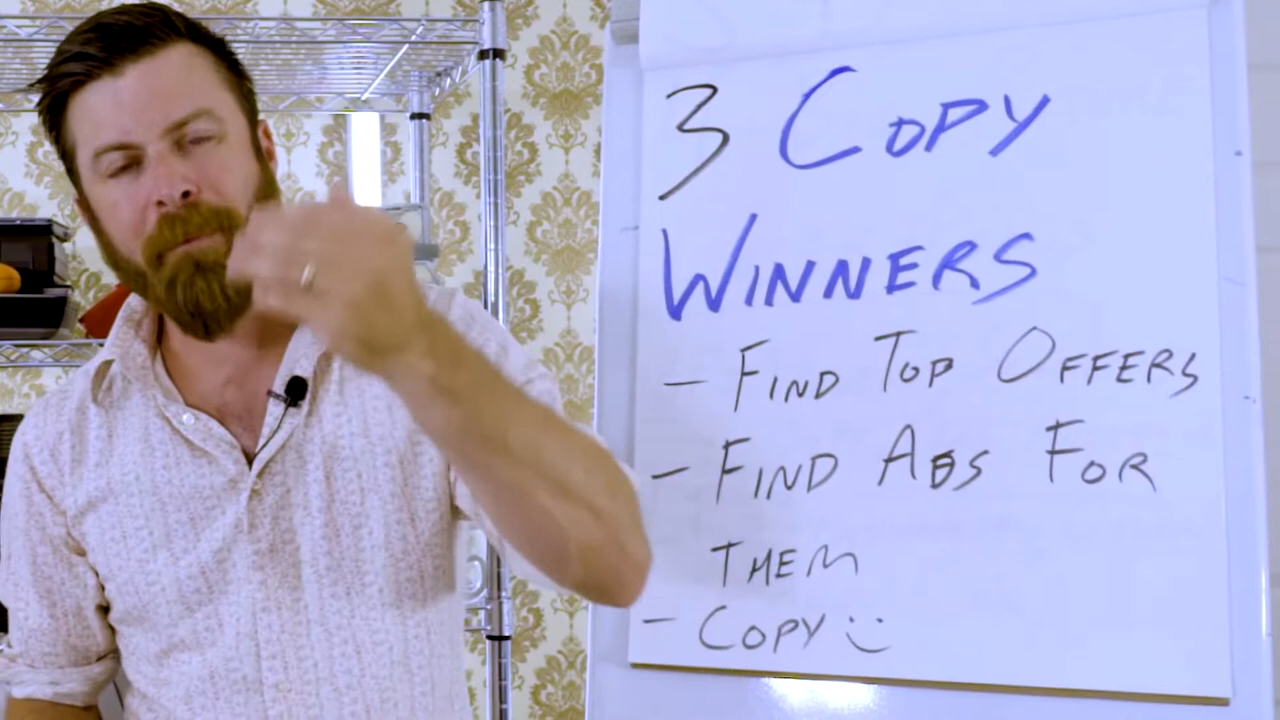 3 COPY
WINNERS
- FIND TOP OFFERS
- FIND ADS FOR
THEM
- COPY :)